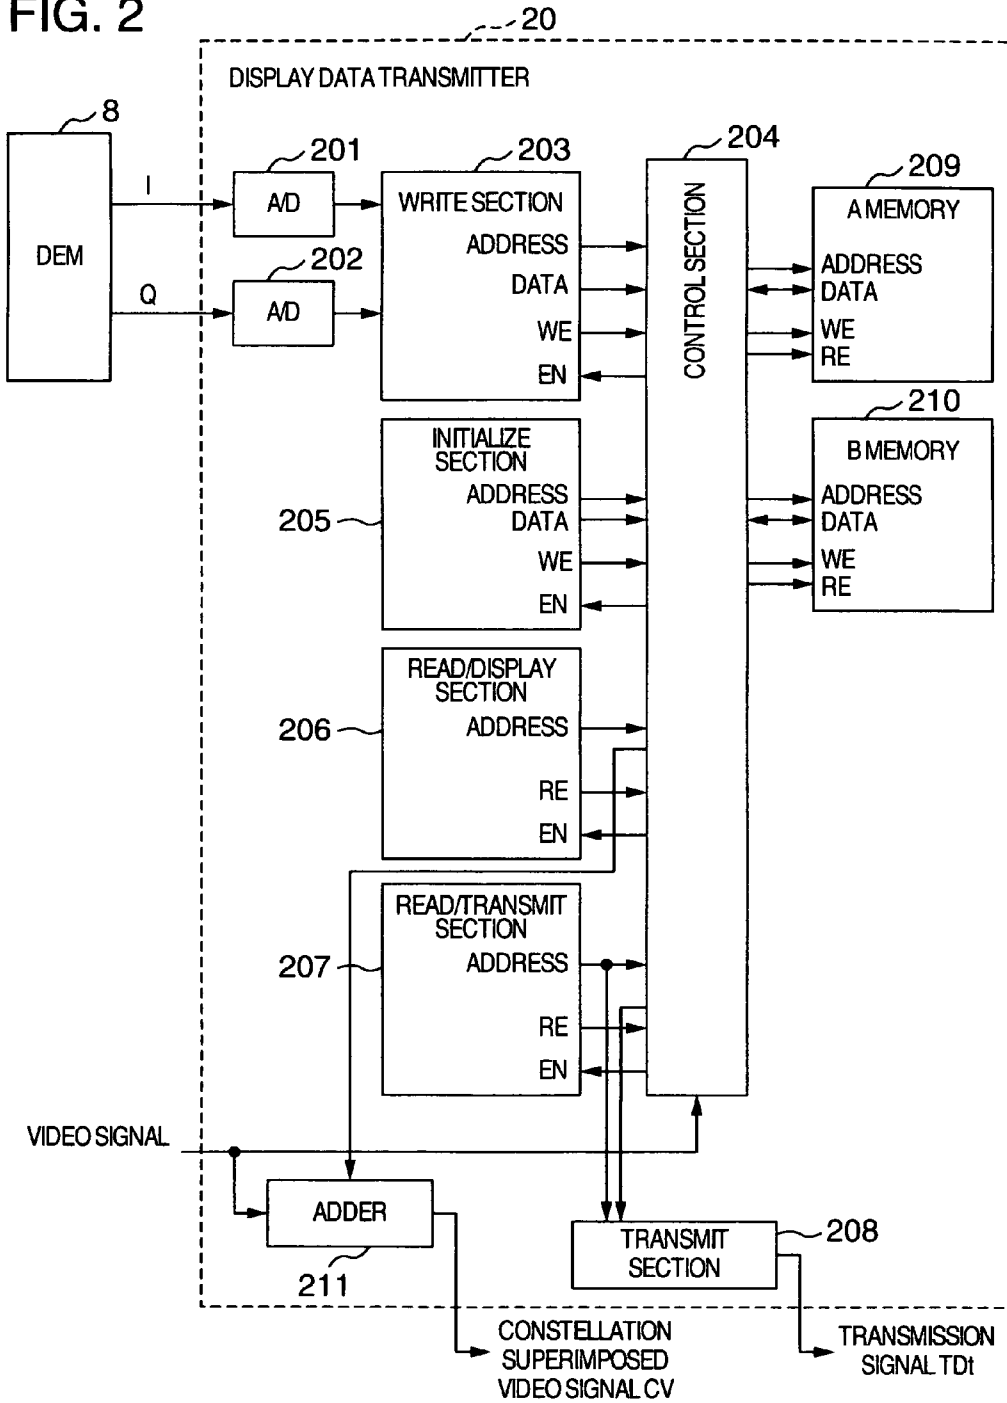 FIG. 2
20
DISPLAY DATA TRANSMITTER
8
DEM
I
Q
201
A/D
202
A/D
203
WRITE SECTION
ADDRESS
DATA
WE
EN
204
CONTROL SECTION
209
A MEMORY
ADDRESS
DATA
WE
RE
210
B MEMORY
ADDRESS
DATA
WE
RE
205
INITIALIZE
SECTION
ADDRESS
DATA
WE
EN
206
READ/DISPLAY
SECTION
ADDRESS
RE
EN
207
READ/TRANSMIT
SECTION
ADDRESS
RE
EN
VIDEO SIGNAL
ADDER
211
TRANSMIT
SECTION
208
CONSTELLATION
SUPERIMPOSED
VIDEO SIGNAL CV
TRANSMISSION
SIGNAL TDt